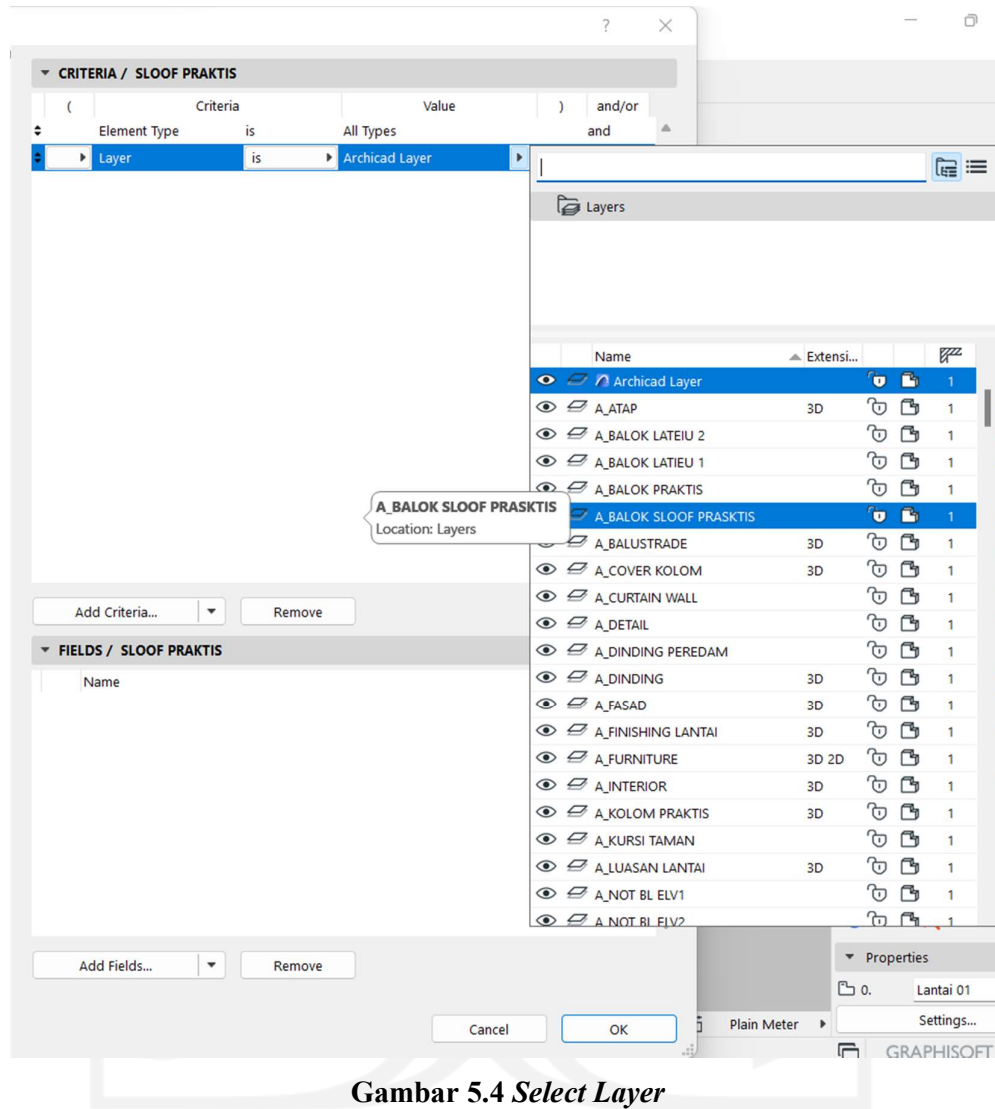 ?
CRITERIA / SLOOF PRAKTIS
( Criteria Value ) and/or
Element Type is All Types and
Layer is Archicad Layer
Layers
Name Extensi...
Archicad Layer 1
A_ATAP 3D 1
A_BALOK LATEIU 2 1
A_BALOK LATIEU 1 1
A_BALOK PRAKTIS 1
A_BALOK SLOOF PRASKTIS 1
A_BALOK SLOOF PRASKTIS
Location: Layers
A_BALUSTRADE 3D 1
A_COVER KOLOM 3D 1
A_CURTAIN WALL 1
A_DETAIL 1
A_DINDING PEREDAM 1
A_DINDING 3D 1
A_FASAD 3D 1
A_FINISHING LANTAI 3D 1
A_FURNITURE 3D 2D 1
A_INTERIOR 3D 1
A_KOLOM PRAKTIS 3D 1
A_KURSI TAMAN 1
A_LUASAN LANTAI 3D 1
A_NOT BL ELV1 1
A_NOT BL ELV2 1
Add Criteria... Remove
FIELDS / SLOOF PRAKTIS
Name
Add Fields... Remove
Cancel OK
Properties
0. Lantai 01
Plain Meter Settings...
GRAPHISOFT
Gambar 5.4 Select Layer